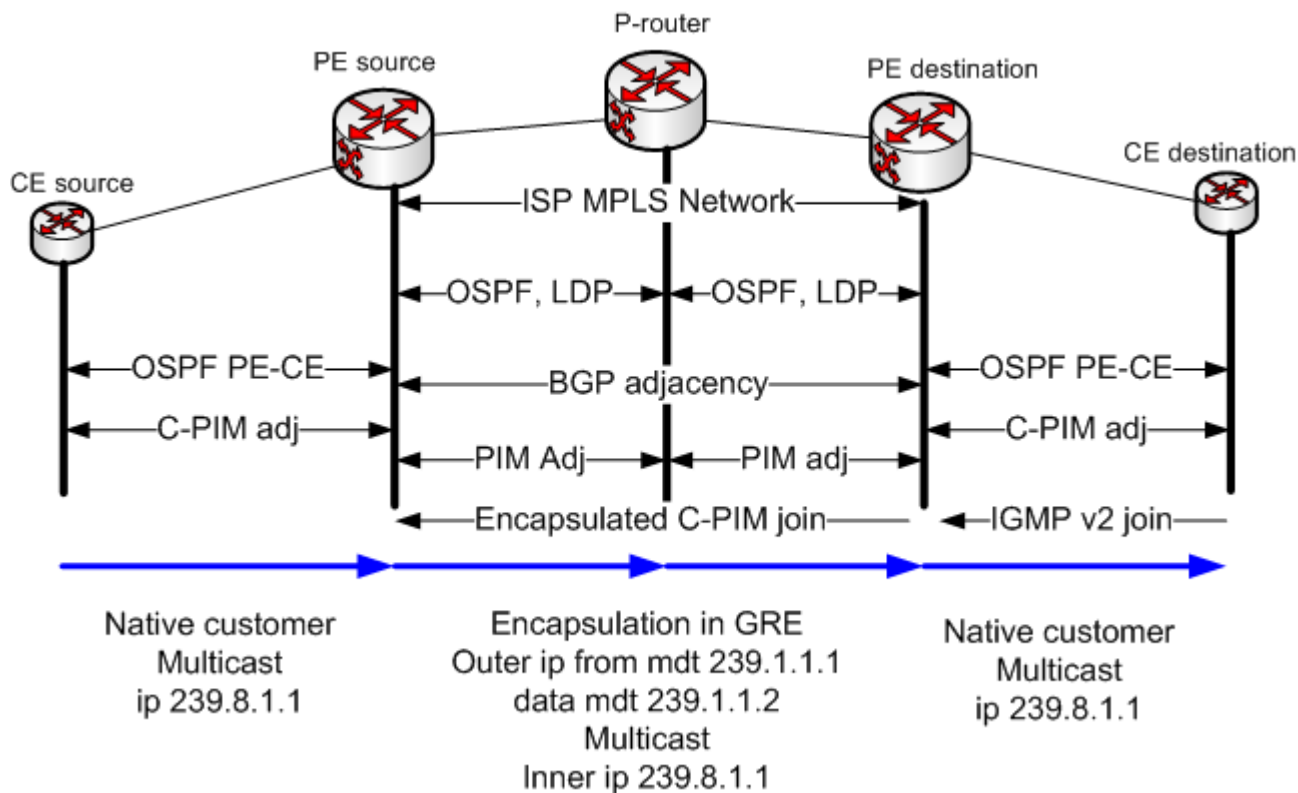 P-router
PE source
PE destination
CE source
CE destination
ISP MPLS Network
OSPF, LDP
OSPF, LDP
OSPF PE-CE
BGP adjacency
OSPF PE-CE
C-PIM adj
C-PIM adj
PIM Adj
PIM adj
Encapsulated C-PIM join
IGMP v2 join
Native customer
Multicast
ip 239.8.1.1
Encapsulation in GRE
Outer ip from mdt 239.1.1.1
data mdt 239.1.1.2
Multicast
Inner ip 239.8.1.1
Native customer
Multicast
ip 239.8.1.1